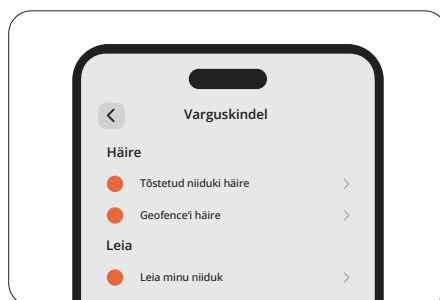 Varguskindel
Häire
Tõstetud niiduki häire
Geofence'i häire
Leia
Leia minu niiduk